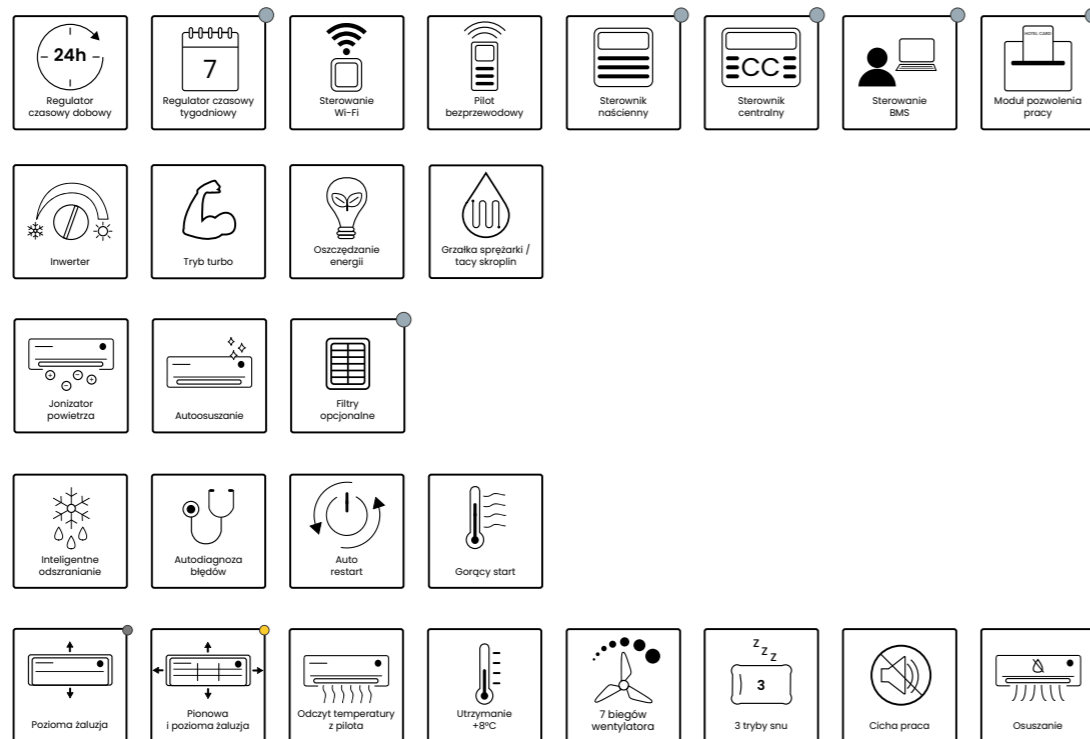 24h
Regulator
czasowy dobowy
7
Regulator czasowy
tygodniowy
Sterowanie
Wi-Fi
Pilot
bezprzewodowy
Sterownik
naścienny
CC
Sterownik
centralny
Sterowanie
BMS
HOTEL CARD
Moduł pozwolenia
pracy
Inwerter
Tryb turbo
Oszczędzanie
energii
Grzałka sprężarki /
tacy skroplin
Jonizator
powietrza
Autoosuszanie
Filtry
opcjonalne
Inteligentne
odszranianie
Autodiagnoza
błędów
Auto
restart
Gorący start
Pozioma żaluzja
Pionowa
i pozioma żaluzja
Odczyt temperatury
z pilota
Utrzymanie
+8°C
7 biegów
wentylatora
Z Z Z
3
3 tryby snu
Cicha praca
Osuszanie